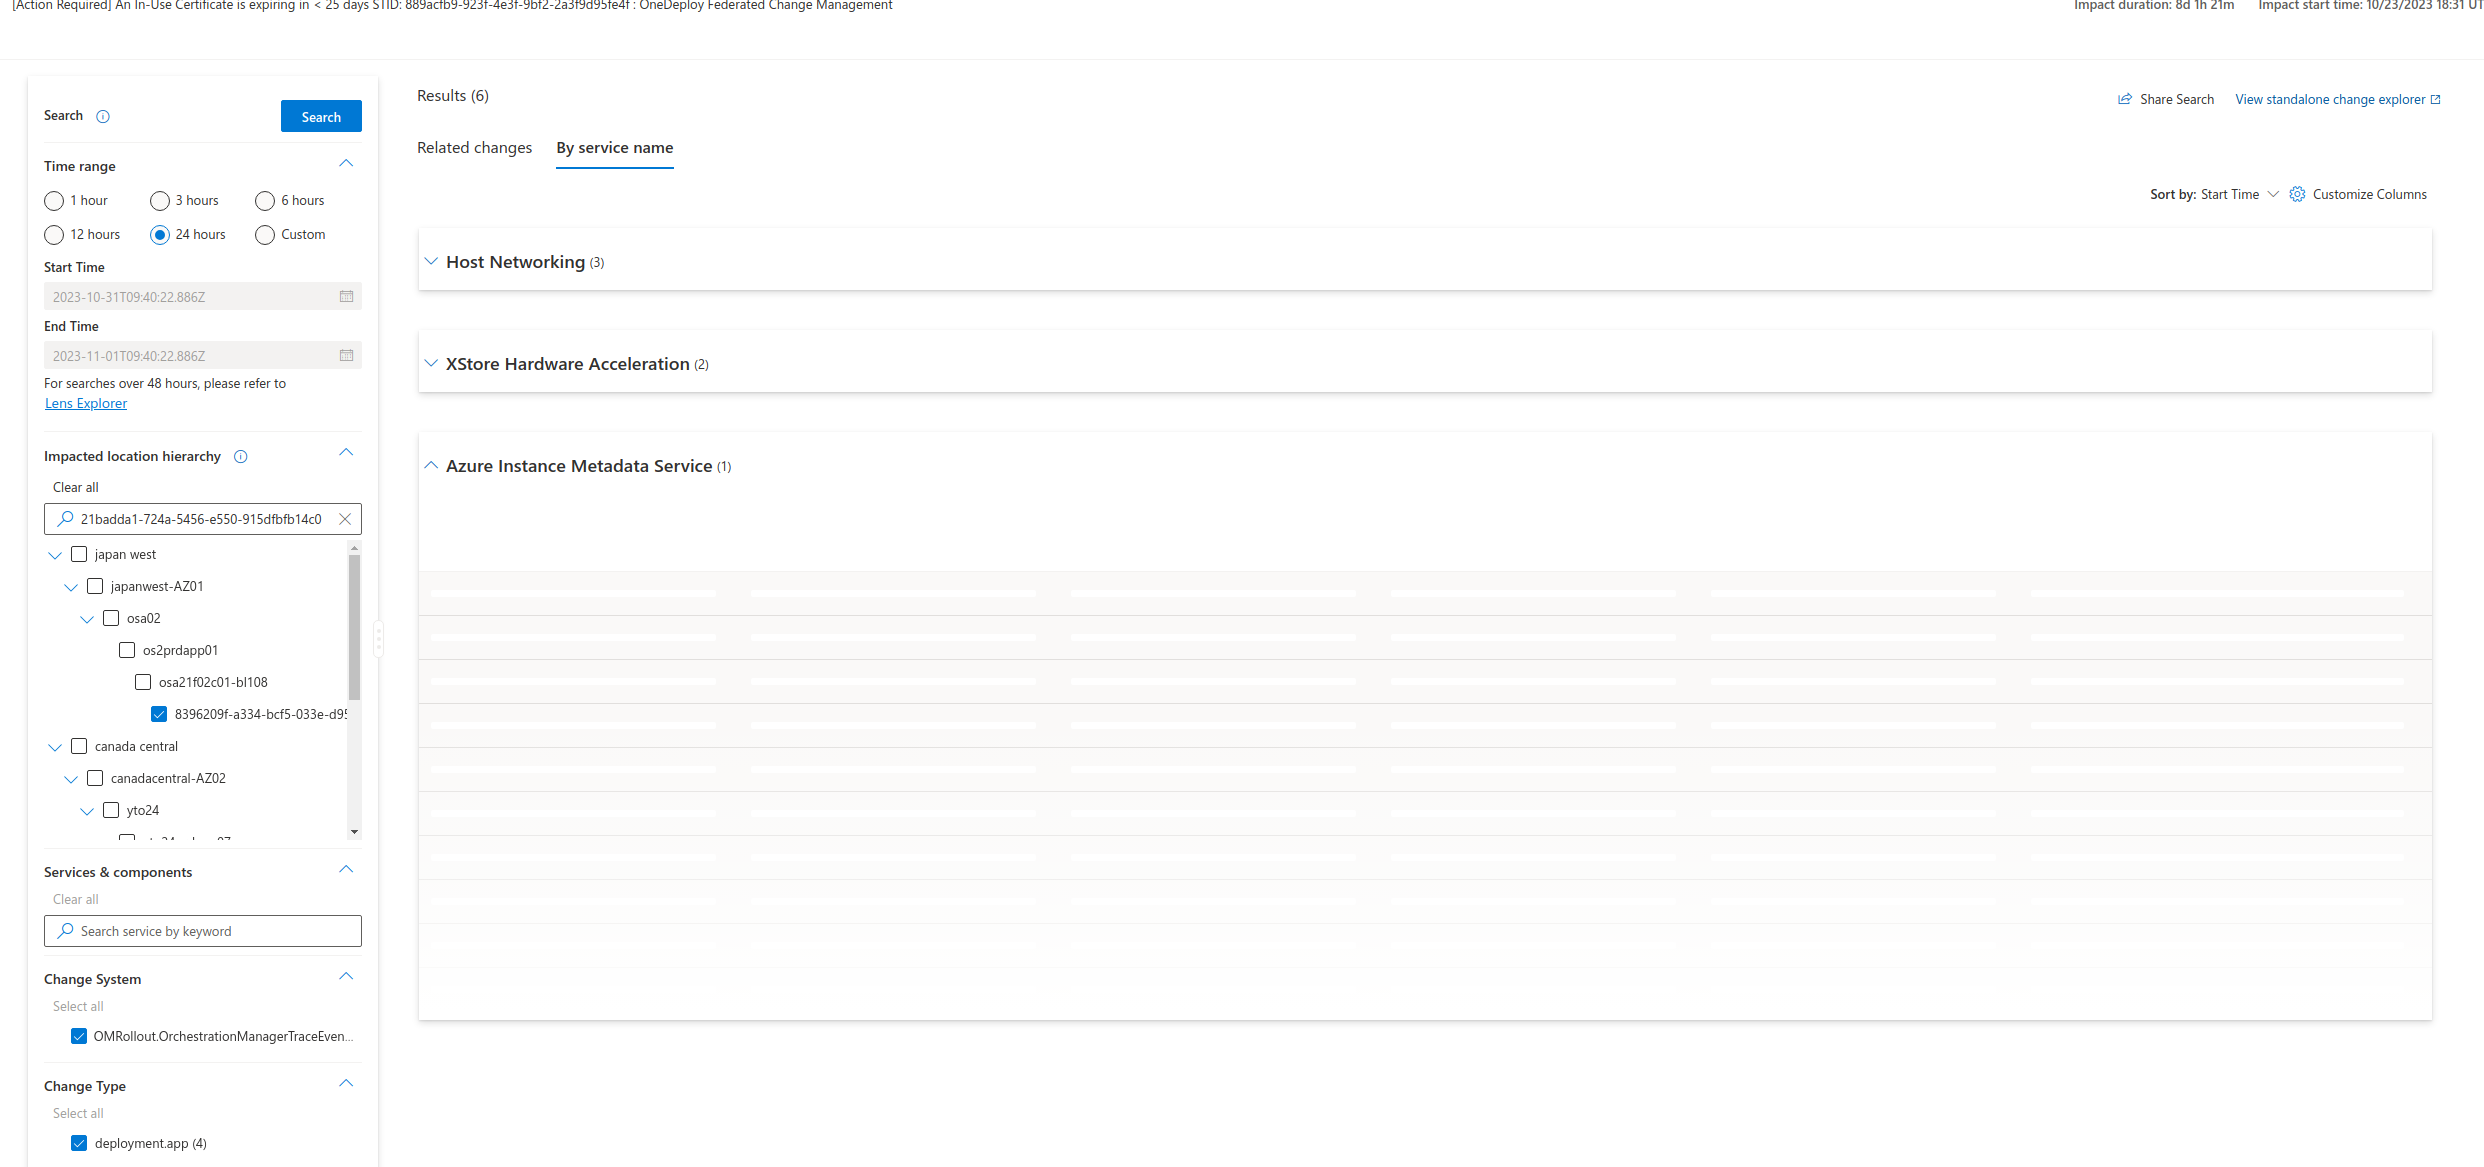 [Action Required] An In-Use Certificate is expiring in < 25 days STID: 889acfb9-923f-4e3f-9bf2-2a3f9d95fe4f : OneDeploy Federated Change Management
Impact duration: 8d 1h 21m
Impact start time: 10/23/2023 18:31 UT
Search
Search
Time range
1 hour
3 hours
6 hours
12 hours
24 hours
Custom
Start Time
2023-10-31T09:40:22.886Z
End Time
2023-11-01T09:40:22.886Z
For searches over 48 hours, please refer to
Lens Explorer
Impacted location hierarchy
Clear all
21badda1-724a-5456-e550-915dfbfb14c0
japan west
japanwest-AZ01
osa02
os2prdapp01
osa21f02c01-bl108
8396209f-a334-bcf5-033e-d95
canada central
canadacentral-AZ02
yto24
Services & components
Clear all
Search service by keyword
Change System
Select all
OMRollout.OrchestrationManagerTraceEven...
Change Type
Select all
deployment.app (4)
Results (6)
Share Search
View standalone change explorer
Related changes
By service name
Sort by: Start Time
Customize Columns
Host Networking (3)
XStore Hardware Acceleration (2)
Azure Instance Metadata Service (1)